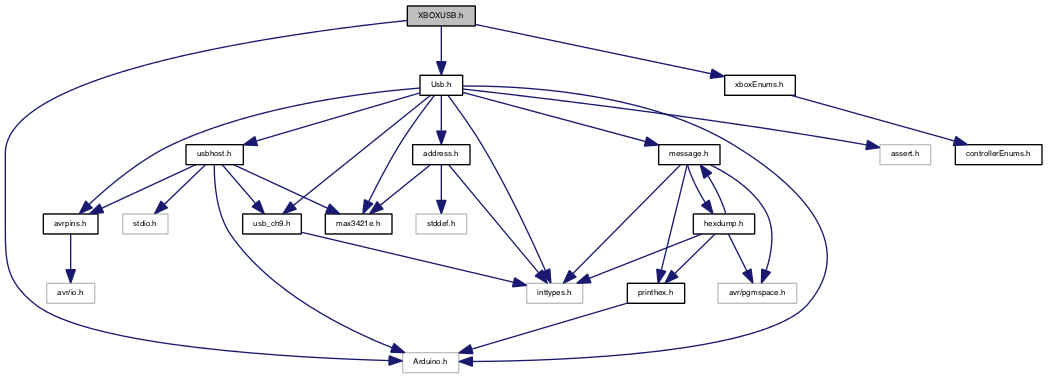 XBOXUSB.h
Usb.h
xboxEnums.h
usbhost.h
address.h
message.h
assert.h
controllerEnums.h
avrpins.h
stdio.h
usb_ch9.h
max3421e.h
stddef.h
hexdump.h
avr/io.h
inttypes.h
printhex.h
avr/pgmspace.h
Arduino.h